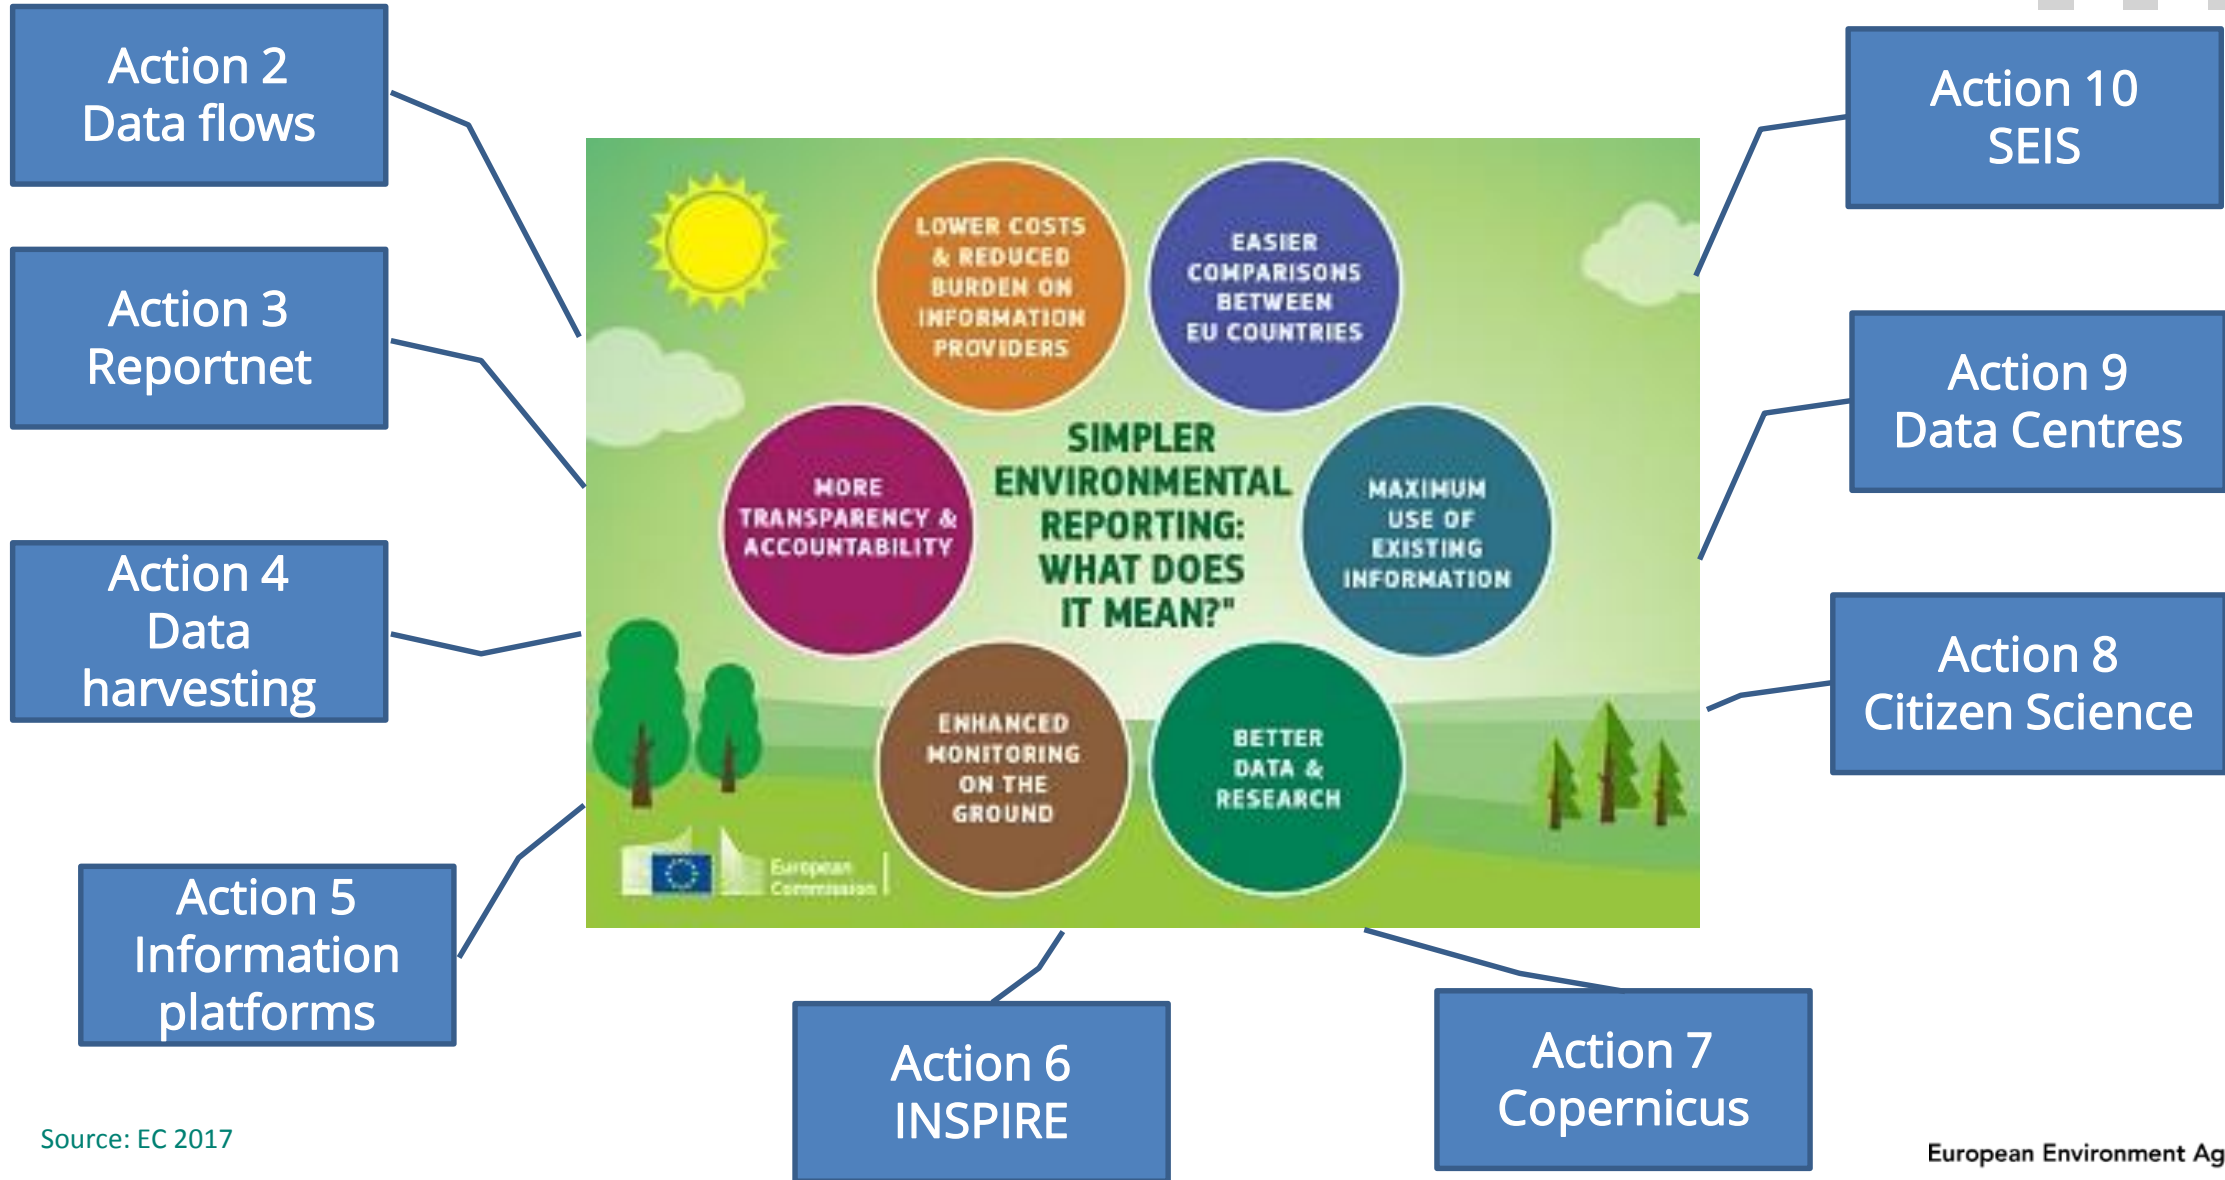 Action 2
Data flows
Action 3
Reportnet
Action 4
Data
harvesting
Action 5
Information
platforms
LOWER COSTS
& REDUCED
BURDEN ON
INFORMATION
PROVIDERS
EASIER
COMPARISONS
BETWEEN
EU COUNTRIES
MORE
TRANSPARENCY &
ACCOUNTABILITY
SIMPLER
ENVIRONMENTAL
REPORTING:
WHAT DOES
IT MEAN?"
MAXIMUM
USE OF
EXISTING
INFORMATION
ENHANCED
MONITORING
ON THE
GROUND
BETTER
DATA &
RESEARCH
European
Commission
Action 10
SEIS
Action 9
Data Centres
Action 8
Citizen Science
Action 6
INSPIRE
Action 7
Copernicus
Source: EC 2017
European Environment Ag